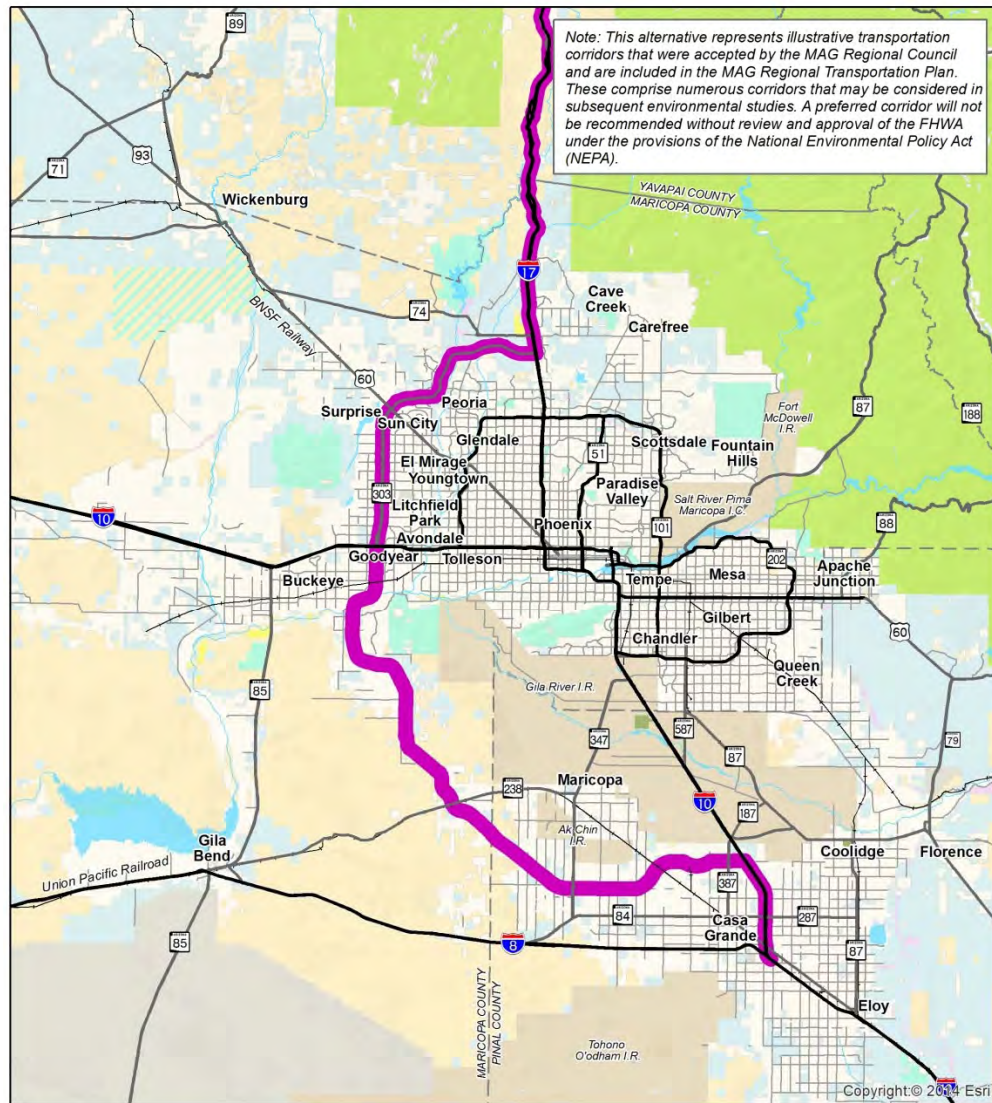 Note: This alternative represents illustrative transportation
corridors that were accepted by the MAG Regional Council
and are included in the MAG Regional Transportation Plan.
These comprise numerous corridors that may be considered in
subsequent environmental studies. A preferred corridor will not
be recommended without review and approval of the FHWA
under the provisions of the National Environmental Policy Act
(NEPA).
89
93
71
Wickenburg
YAVAPAI COUNTY
MARICOPA COUNTY
17
Cave
Creek
Carefree
74
BNSF Railway
60
Surprise
Sun City
Peoria
Glendale
El Mirage
Youngtown
51
Scottsdale
Fountain
Hills
Fort
McDowell
I.R.
87
188
303
Litchfield
Park
Avondale
Paradise
Valley
Salt River Pima
Maricopa I.C.
101
88
10
Goodyear
Tolleson
Phoenix
Buckeye
Tempe
Mesa
202
Apache
Junction
Gilbert
Chandler
60
Queen
Creek
85
Gila River I.R.
347
587
87
79
238
Maricopa
10
187
Ak Chin
I.R.
Gila
Bend
Union Pacific Railroad
Coolidge
Florence
387
84
Casa
Grande
287
85
8
87
Eloy
MARICOPA COUNTY
PINAL COUNTY
Tohono
O'odham I.R.
Copyright:© 2014 Esri